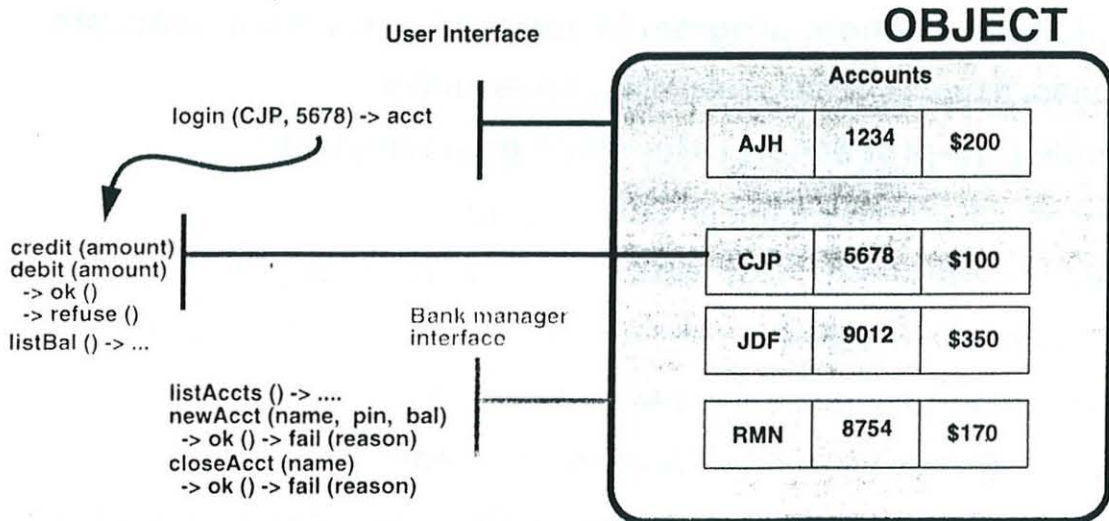 OBJECT
User Interface
Accounts
login (CJP, 5678) -> acct
AJH 1234 $200
credit (amount)
debit (amount)
-> ok ()
-> refuse ()
listBal () -> ...
CJP 5678 $100
Bank manager
interface
JDF 9012 $350
listAccts () -> ....
newAcct (name, pin, bal)
-> ok () -> fail (reason)
closeAcct (name)
-> ok () -> fail (reason)
RMN 8754 $170